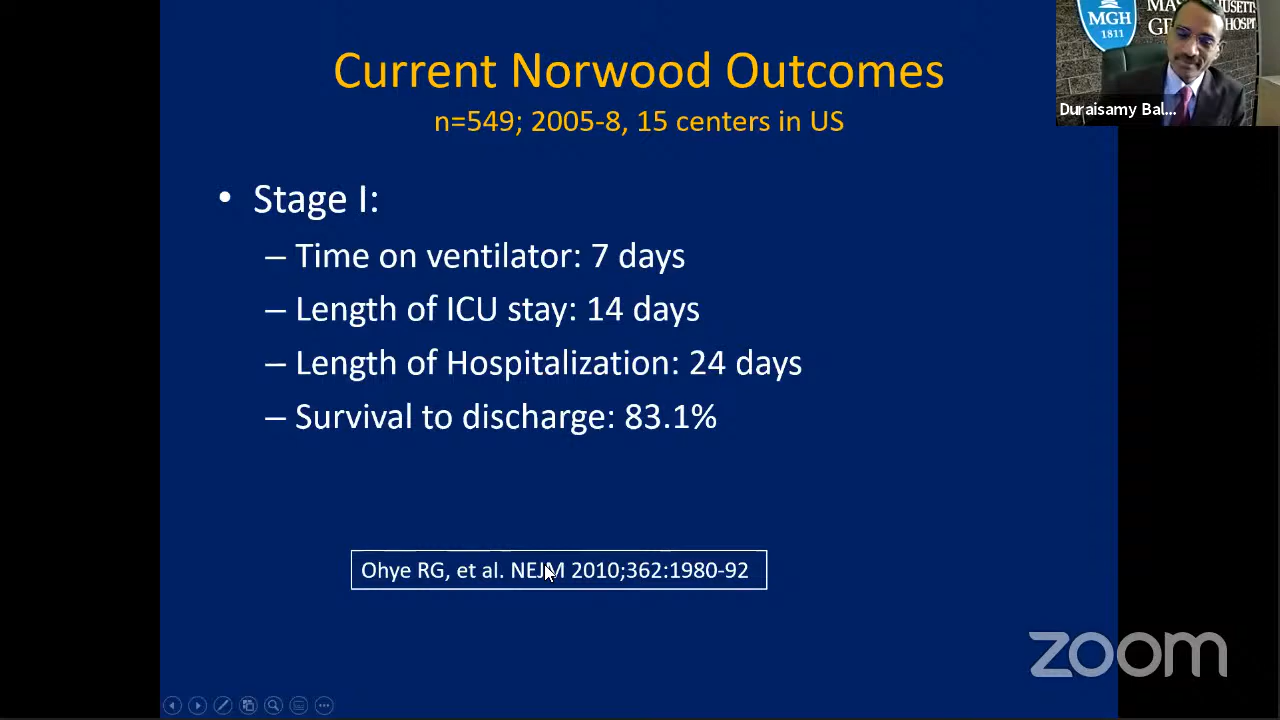 Current Norwood Outcomes
n=549; 2005-8, 15 centers in US
• Stage I:
– Time on ventilator: 7 days
– Length of ICU stay: 14 days
– Length of Hospitalization: 24 days
– Survival to discharge: 83.1%
Ohye RG, et al. NEJM 2010;362:1980-92
MGH
1811
Duraisamy Bal...
zoom